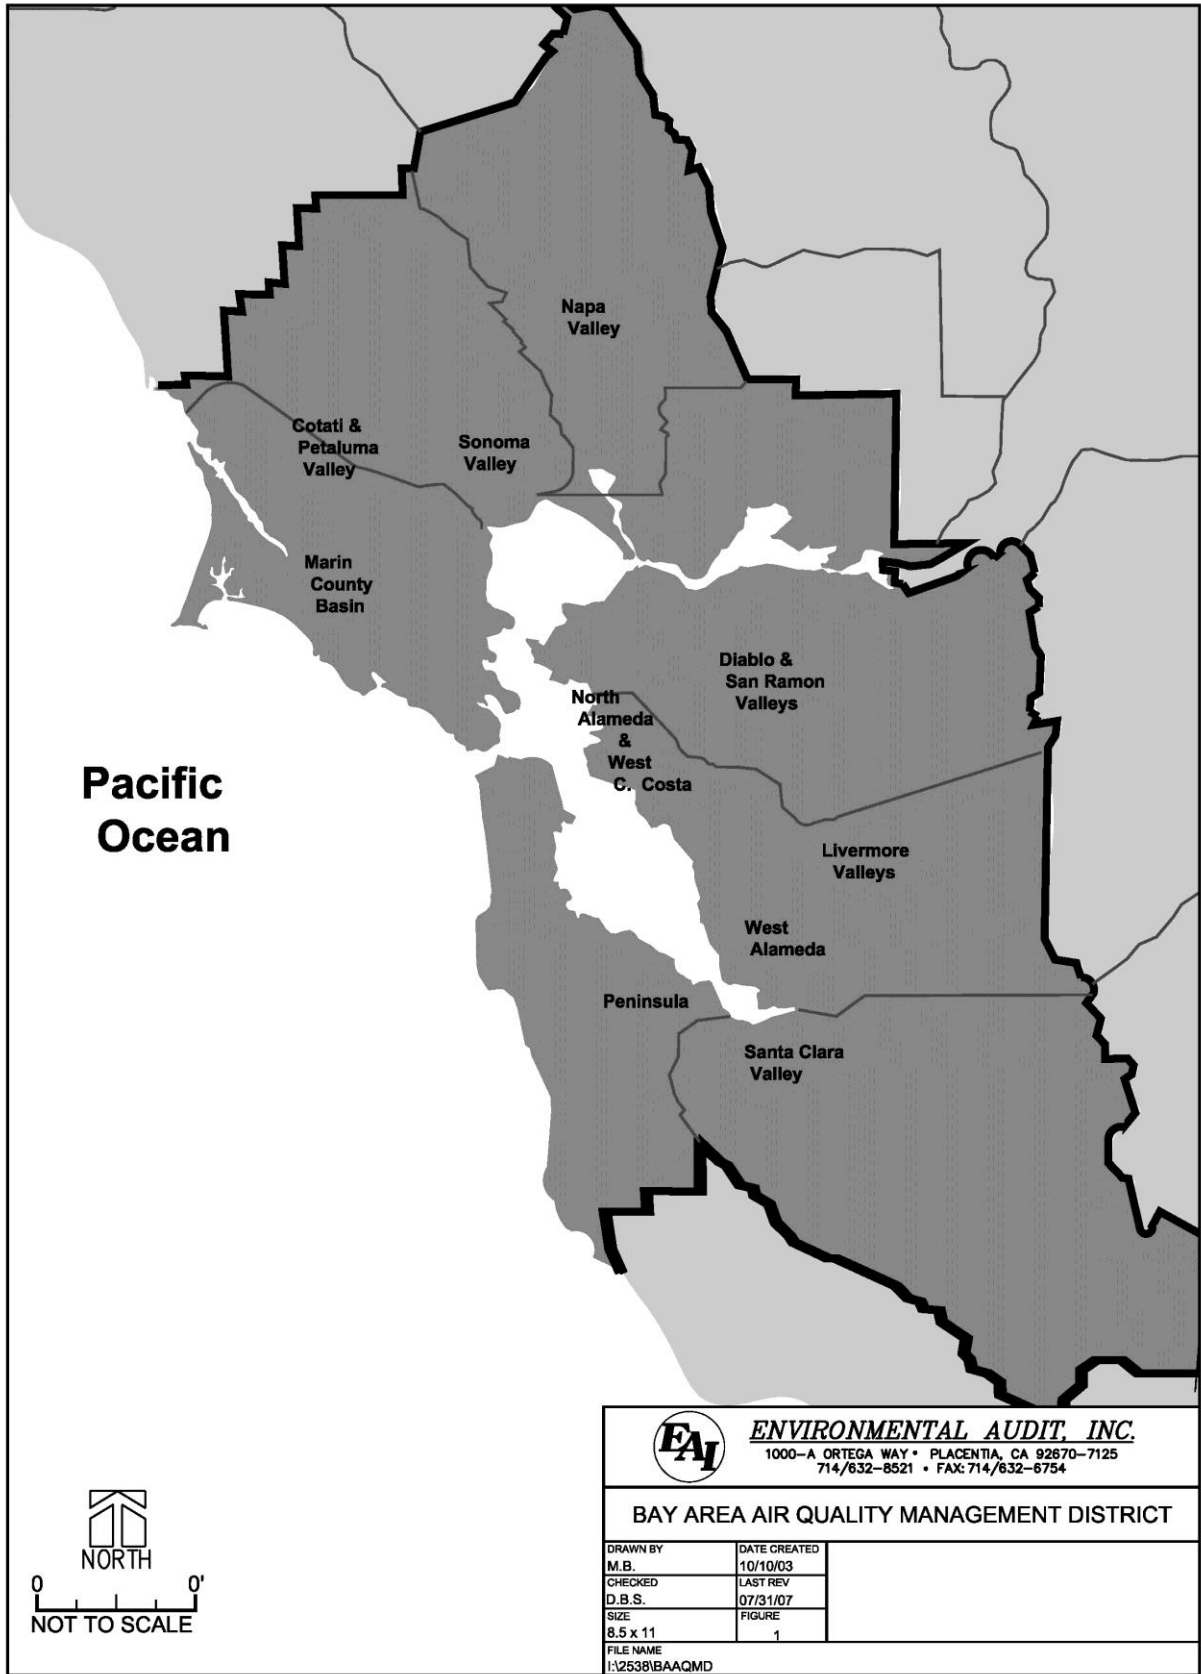 Napa
Valley
Cotati &
Petaluma
Valley
Sonoma
Valley
Marin
County
Basin
Diablo &
San Ramon
Valleys
North
Alameda
&
West
C. Costa
Pacific
Ocean
Livermore
Valleys
West
Alameda
Peninsula
Santa Clara
Valley
EAI
ENVIRONMENTAL AUDIT, INC.
1000-A ORTEGA WAY • PLACENTIA, CA 92670-7125
714/632-8521 • FAX: 714/632-6754
BAY AREA AIR QUALITY MANAGEMENT DISTRICT
DRAWN BY
M.B.
DATE CREATED
10/10/03
CHECKED
D.B.S.
LAST REV
07/31/07
SIZE
8.5 x 11
FIGURE
1
FILE NAME
I:\2538\BAAQMD
NORTH
0 0'
NOT TO SCALE